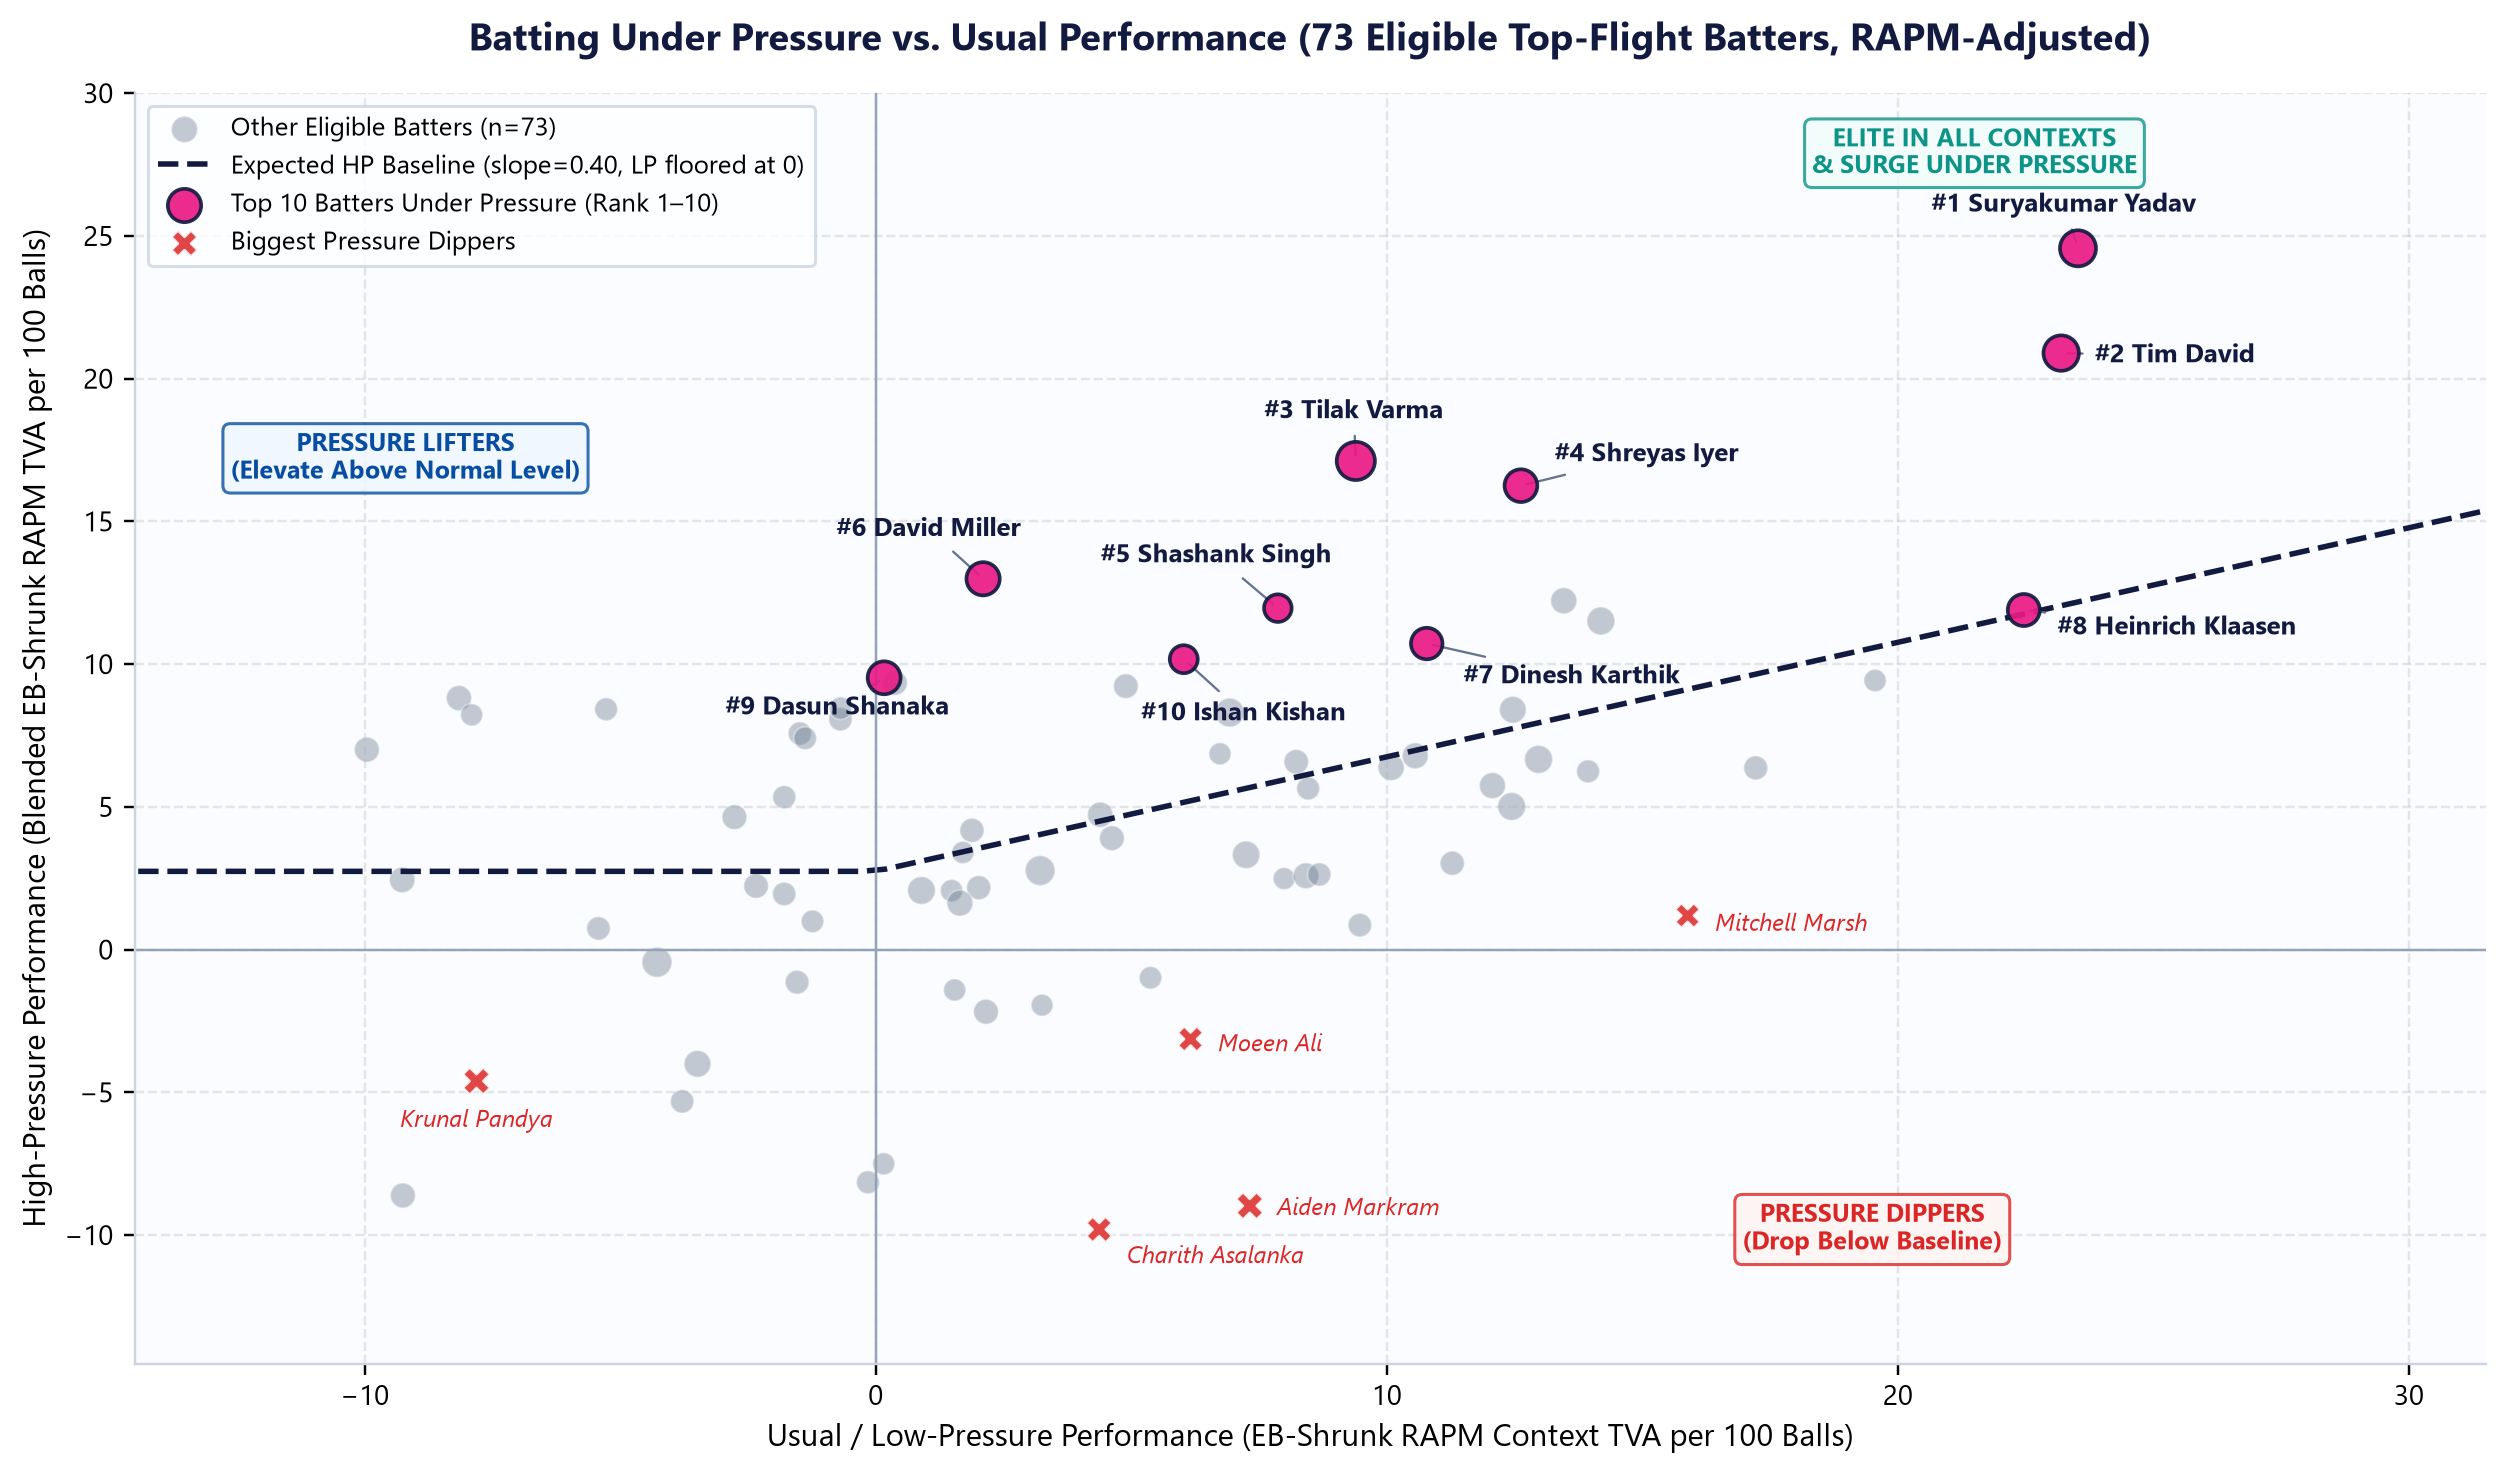 Batting Under Pressure vs. Usual Performance (73 Eligible Top-Flight Batters, RAPM-Adjusted)
High-Pressure Performance (Blended EB-Shrunk RAPM TVA per 100 Balls)
30
25
20
15
10
5
0
−5
−10
Other Eligible Batters (n=73)
Expected HP Baseline (slope=0.40, LP floored at 0)
Top 10 Batters Under Pressure (Rank 1–10)
Biggest Pressure Dippers
ELITE IN ALL CONTEXTS
& SURGE UNDER PRESSURE
#1 Suryakumar Yadav
#2 Tim David
#3 Tilak Varma
#4 Shreyas Iyer
PRESSURE LIFTERS
(Elevate Above Normal Level)
#6 David Miller
#5 Shashank Singh
#8 Heinrich Klaasen
#7 Dinesh Karthik
#9 Dasun Shanaka
#10 Ishan Kishan
Mitchell Marsh
Moeen Ali
Krunal Pandya
Aiden Markram
Charith Asalanka
PRESSURE DIPPERS
(Drop Below Baseline)
−10
0
10
20
30
Usual / Low-Pressure Performance (EB-Shrunk RAPM Context TVA per 100 Balls)